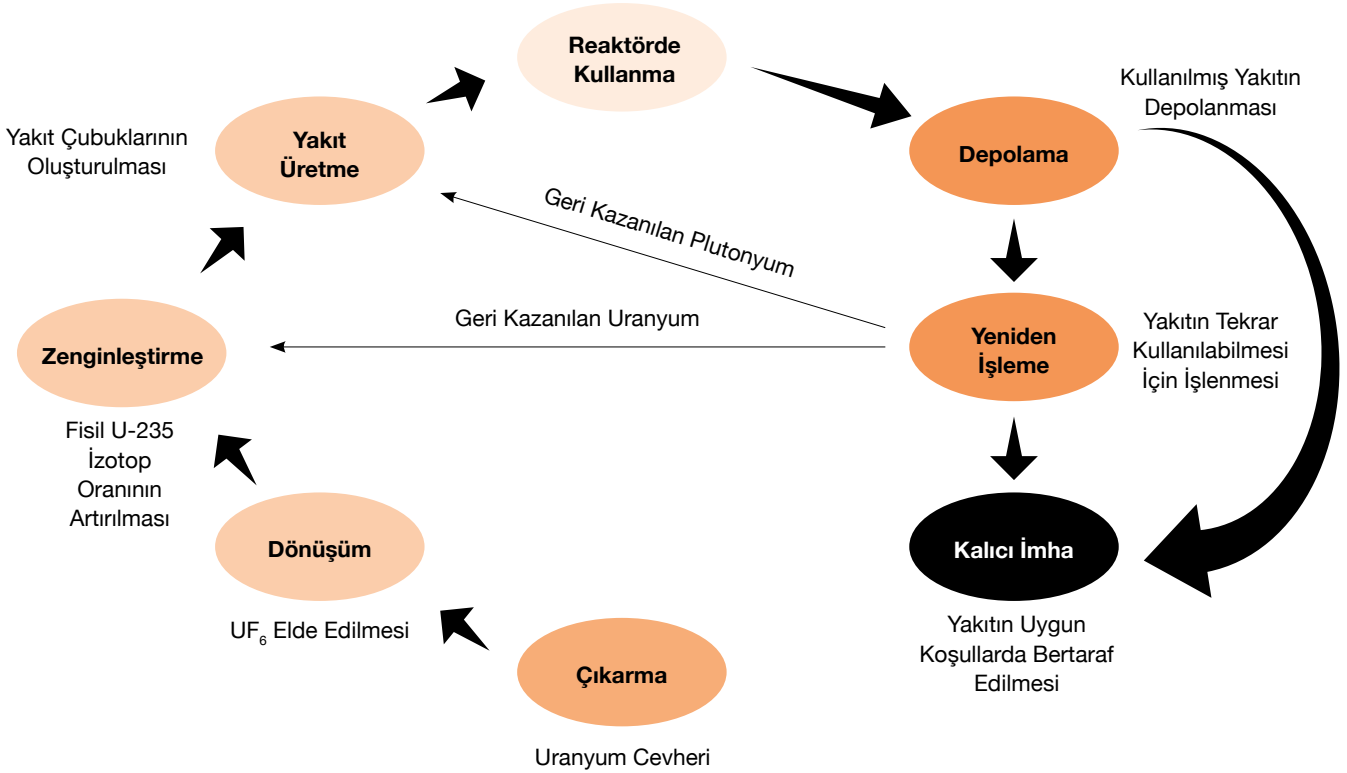 Reaktörde
Kullanma
Kullanılmış Yakıtın
Depolanması
Yakıt Çubuklarının
Oluşturulması
Yakıt
Üretme
Depolama
Geri Kazanılan Plutonyum
Geri Kazanılan Uranyum
Zenginleştirme
Yeniden
İşleme
Yakıtın Tekrar
Kullanılabilmesi
İçin İşlenmesi
Fisil U-235
İzotop
Oranının
Artırılması
Dönüşüm
Kalıcı İmha
UF₆ Elde Edilmesi
Yakıtın Uygun
Koşullarda Bertaraf
Edilmesi
Çıkarma
Uranyum Cevheri